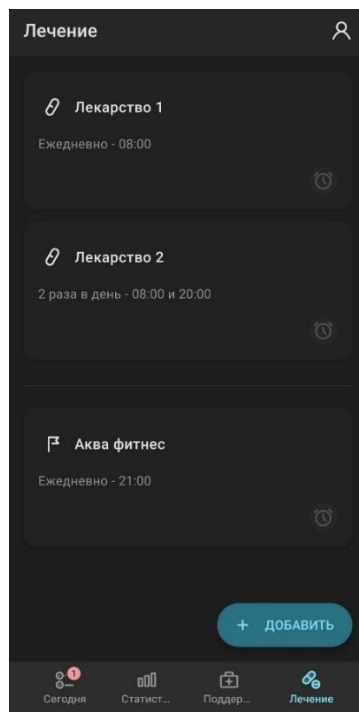 Лечение
Лекарство 1
Ежедневно - 08:00
Лекарство 2
2 раза в день - 08:00 и 20:00
Аква фитнес
Ежедневно - 21:00
+ ДОБАВИТЬ
1
Сегодня
Статист...
Поддер...
Лечение